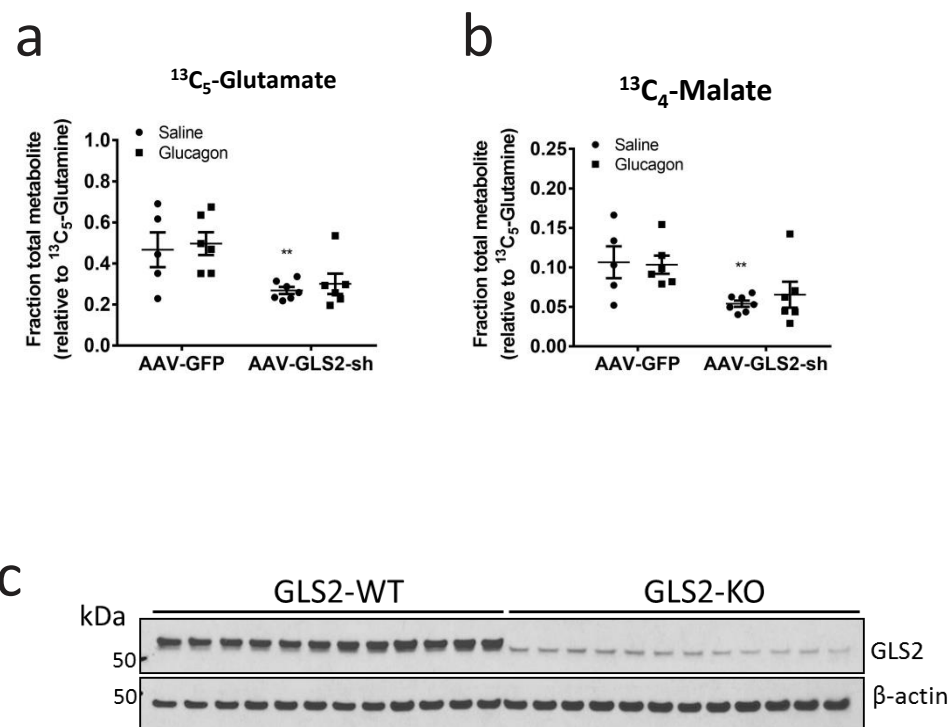 a
¹³C₅-Glutamate
Fraction total metabolite
(relative to ¹³C₅-Glutamine)
1.0
0.8
0.6
0.4
0.2
0.0
Saline
Glucagon
**
AAV-GFP AAV-GLS2-sh
b
¹³C₄-Malate
Fraction total metabolite
(relative to ¹³C₅-Glutamine)
0.25
0.20
0.15
0.10
0.05
0.00
Saline
Glucagon
**
AAV-GFP AAV-GLS2-sh
c
GLS2-WT GLS2-KO
kDa
50 GLS2
50 β-actin